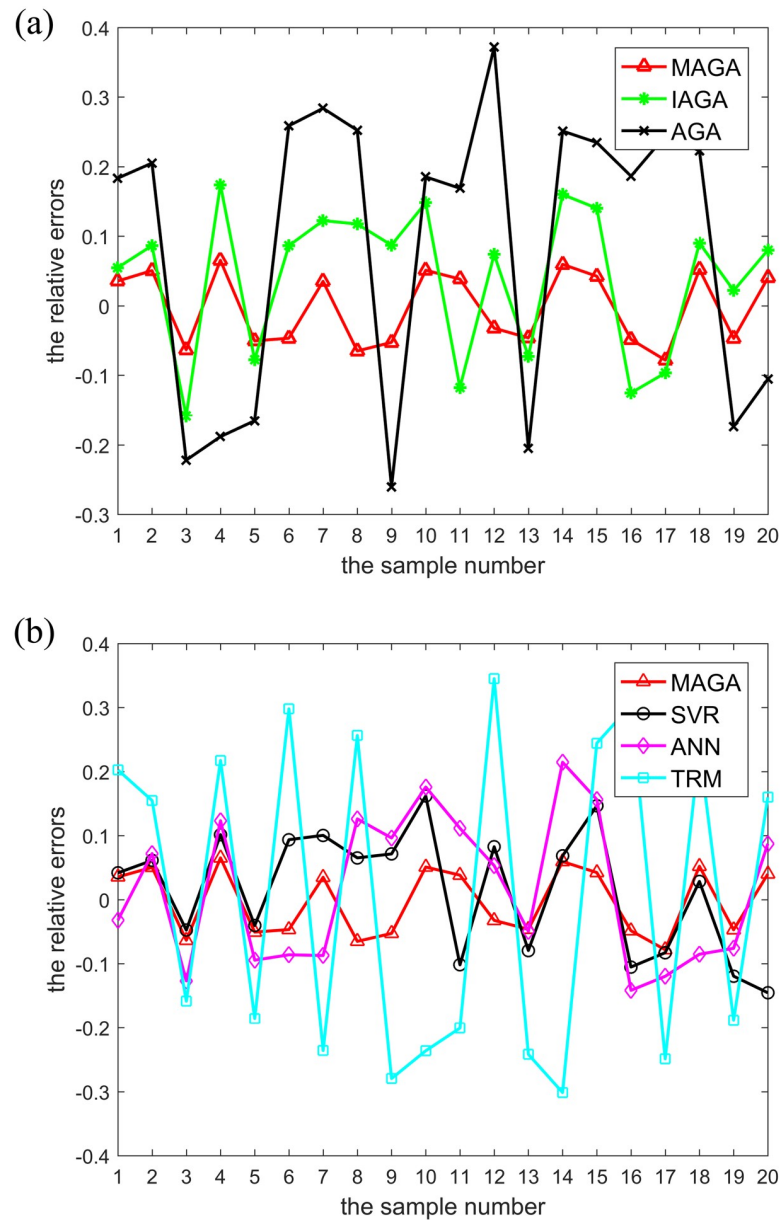 (a)
0.4
0.3
0.2
0.1
0
-0.1
-0.2
-0.3
the relative errors
MAGA
IAGA
AGA
1 2 3 4 5 6 7 8 9 10 11 12 13 14 15 16 17 18 19 20
the sample number
(b)
0.4
0.3
0.2
0.1
0
-0.1
-0.2
-0.3
-0.4
the relative errors
MAGA
SVR
ANN
TRM
1 2 3 4 5 6 7 8 9 10 11 12 13 14 15 16 17 18 19 20
the sample number